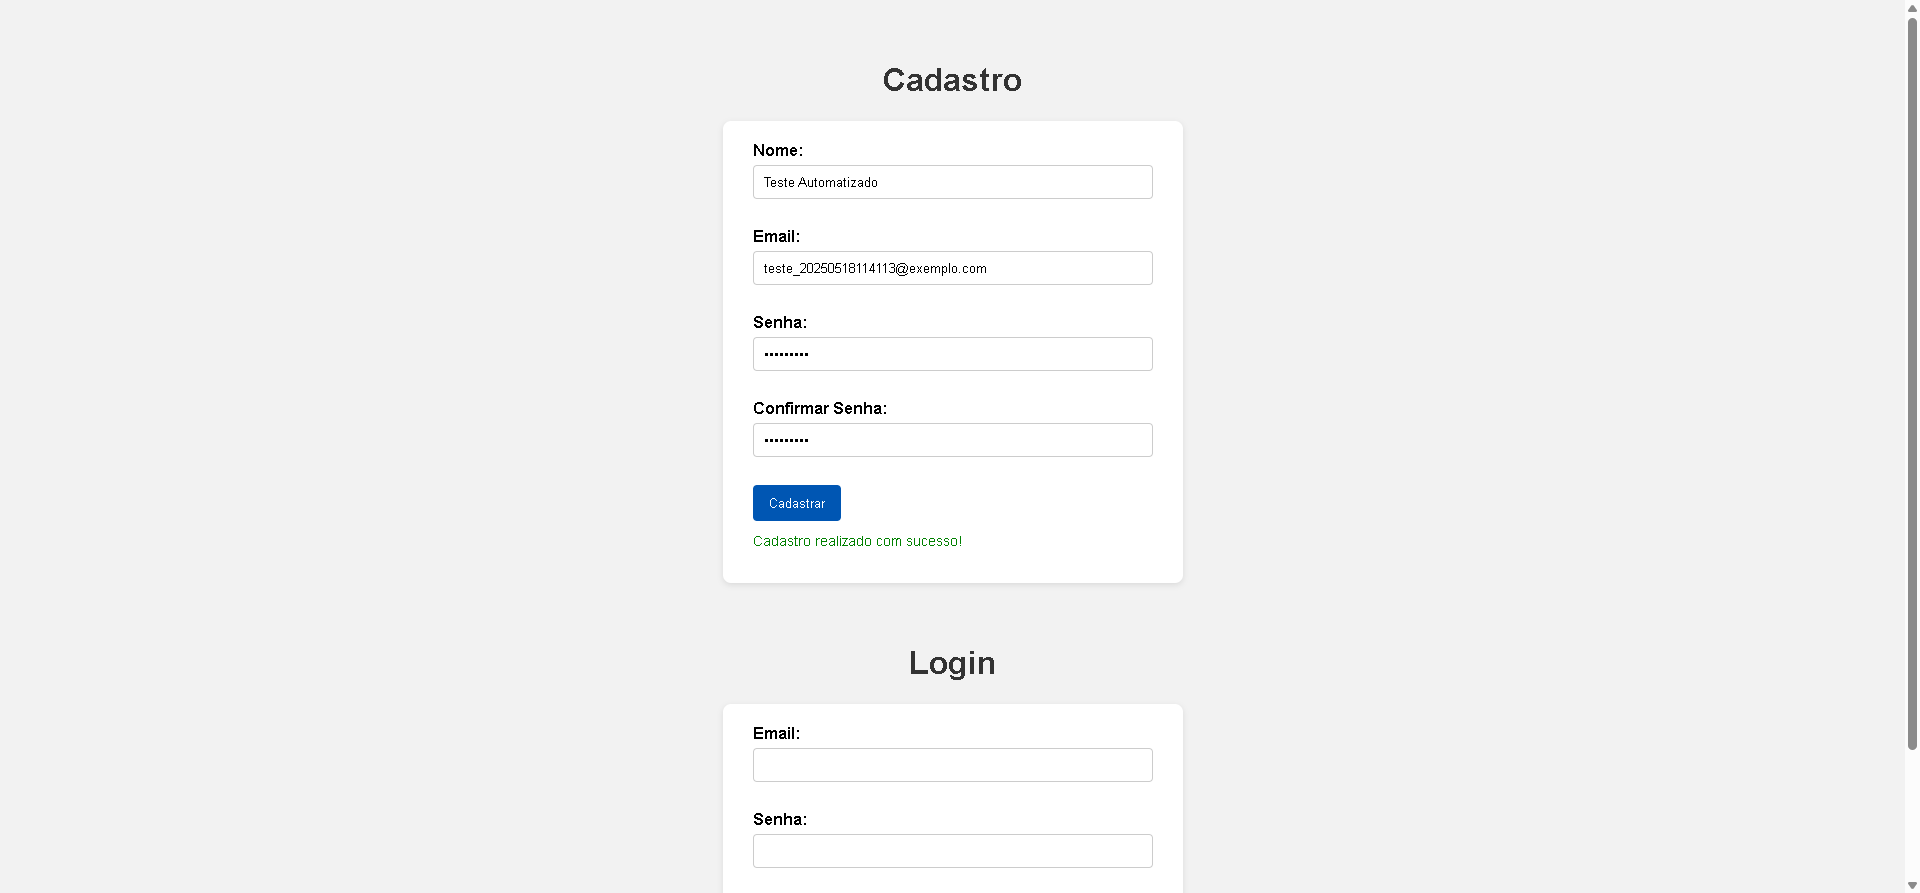 Cadastro
Nome:
Teste Automatizado
Email:
teste_20250518114113@exemplo.com
Senha:
•••••••••
Confirmar Senha:
•••••••••
Cadastrar
Cadastro realizado com sucesso!
Login
Email:
Senha: